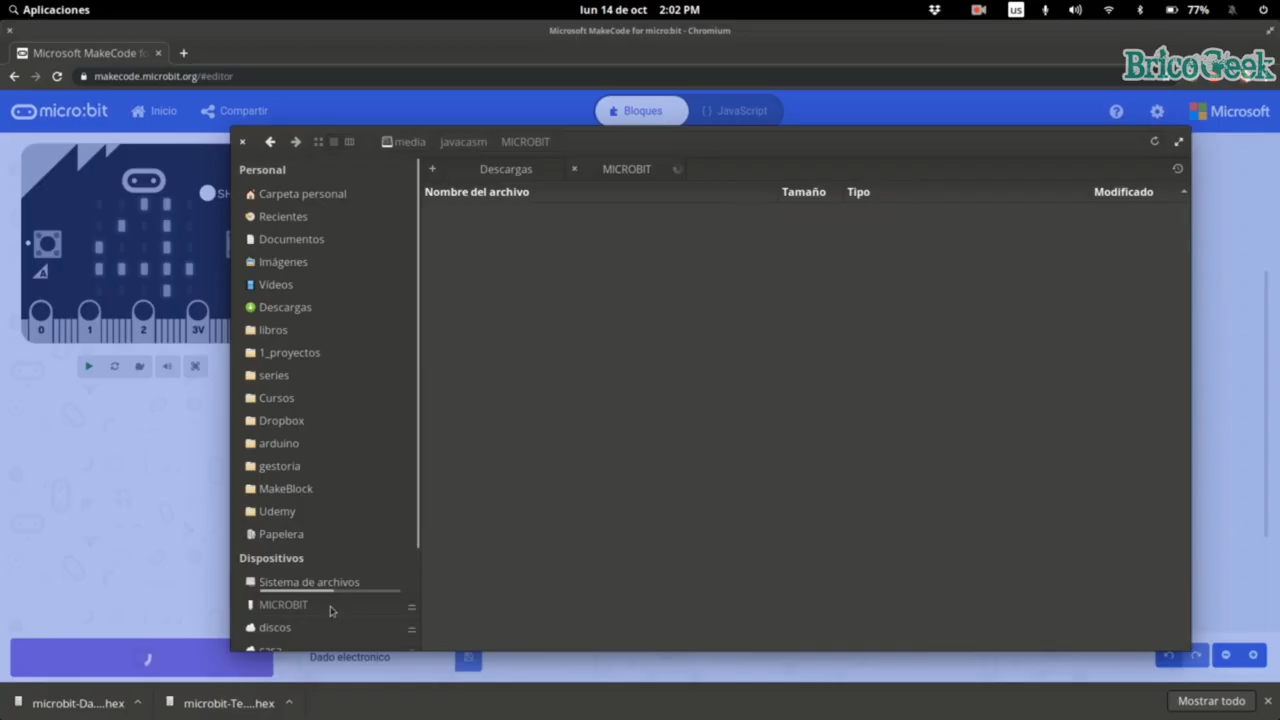 Aplicaciones
lun 14 de oct 2:02 PM
us
77%
Microsoft MakeCode for micro:bit - Chromium
Microsoft MakeCode fo
BricoGeek
makecode.microbit.org/#editor
micro:bit
Inicio
Compartir
Bloques
{ } JavaScript
Microsoft
media
javacasm
MICROBIT
Personal
Descargas
MICROBIT
Nombre del archivo
Tamaño
Tipo
Modificado
Carpeta personal
Recientes
Documentos
Imágenes
Vídeos
Descargas
libros
1_proyectos
series
Cursos
Dropbox
arduino
gestoria
MakeBlock
Udemy
Papelera
Dispositivos
Sistema de archivos
MICROBIT
discos
SH
A
0
1
2
3V
Dado electronico
microbit-Da....hex
microbit-Te....hex
Mostrar todo